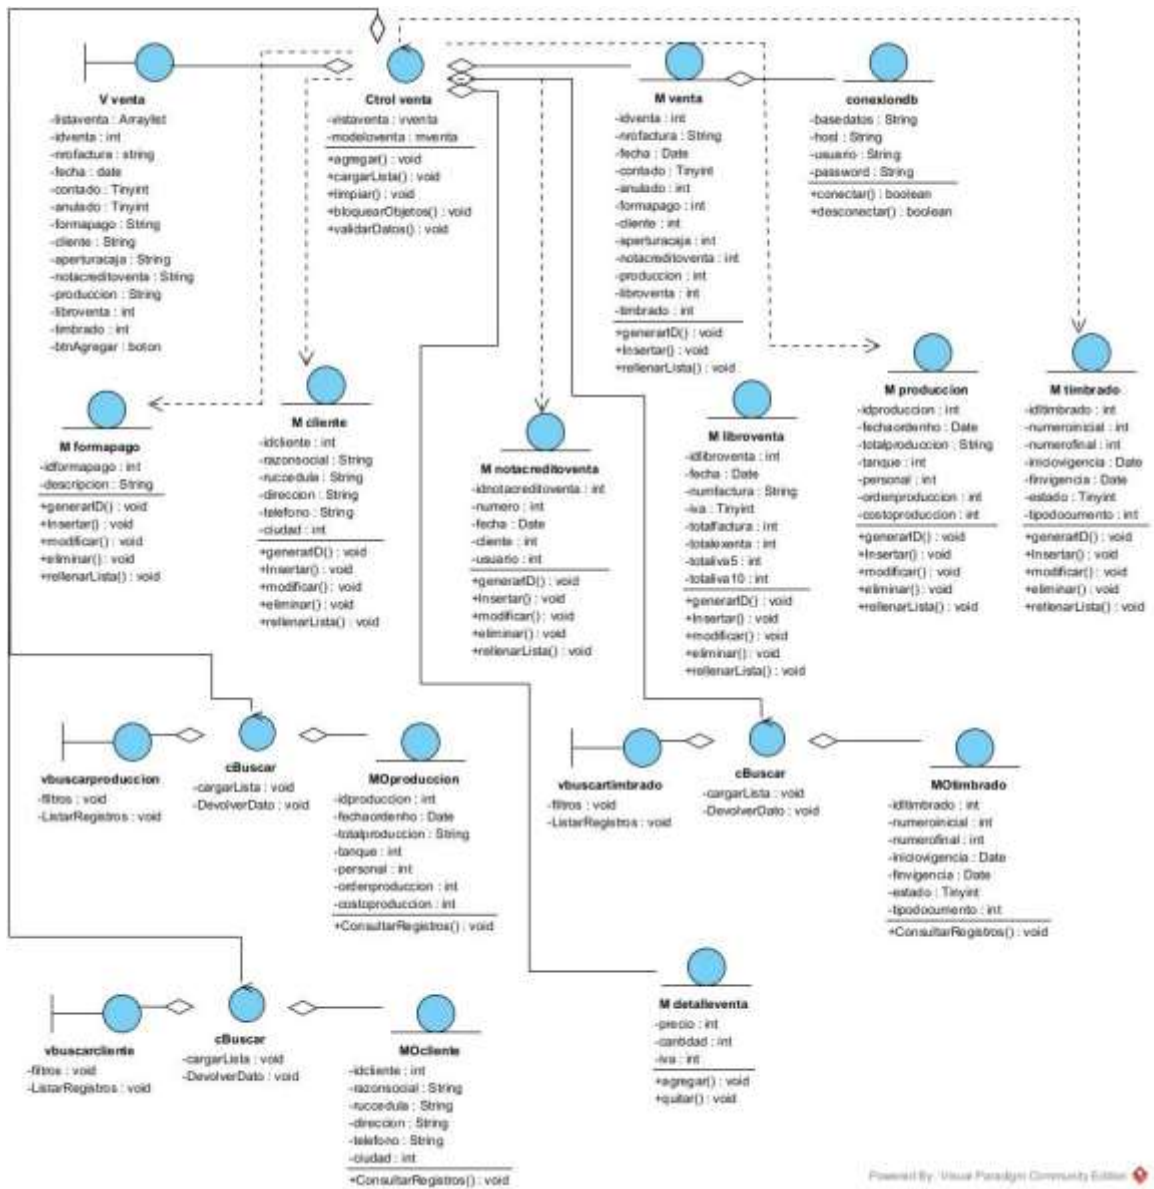 V venta
-listaventa : Arraylist
-idventa : int
-nrofactura : string
-fecha : date
-contado : Tinyint
-anulado : Tinyint
-formapago : String
-cliente : String
-aperturacaja : String
-notacreditoventa : String
-produccion : String
-libroventa : int
-timbrado : int
-btnAgregar : boton
Ctrol venta
-vistaventa : vventa
-modeloventa : mventa
+agregar() : void
+cargarLista() : void
+limpiar() : void
+bloquearObjetos() : void
+validarDatos() : void
M venta
-idventa : int
-nrofactura : String
-fecha : Date
-contado : Tinyint
-anulado : int
-formapago : int
-cliente : int
-aperturacaja : int
-notacreditoventa : int
-produccion : int
-libroventa : int
-timbrado : int
+generarID() : void
+Insertar() : void
+rellenarLista() : void
conexiondb
-basedatos : String
-host : String
-usuario : String
-password : String
+conectar() : boolean
+desconectar() : boolean
M formapago
-idformapago : int
-descripcion : String
+generarID() : void
+Insertar() : void
+modificar() : void
+eliminar() : void
+rellenarLista() : void
M cliente
-idcliente : int
-razonsocial : String
-ruccedula : String
-direccion : String
-telefono : String
-ciudad : int
+generarID() : void
+Insertar() : void
+modificar() : void
+eliminar() : void
+rellenarLista() : void
M notacreditoventa
-idnotacreditoventa : int
-numero : int
-fecha : Date
-cliente : int
-usuario : int
+generarID() : void
+Insertar() : void
+modificar() : void
+eliminar() : void
+rellenarLista() : void
M libroventa
-idlibroventa : int
-fecha : Date
-numfactura : String
-iva : Tinyint
-totalfactura : int
-totalexenta : int
-totaliva5 : int
-totaliva10 : int
+generarID() : void
+Insertar() : void
+modificar() : void
+eliminar() : void
+rellenarLista() : void
M produccion
-idproduccion : int
-fechaordenho : Date
-totalproduccion : String
-tanque : int
-personal : int
-ordenproduccion : int
-costoproduccion : int
+generarID() : void
+Insertar() : void
+modificar() : void
+eliminar() : void
+rellenarLista() : void
M timbrado
-idtimbrado : int
-numeroinicial : int
-numerofinal : int
-iniciovigencia : Date
-finvigencia : Date
-estado : Tinyint
-tipodocumento : int
+generarID() : void
+Insertar() : void
+modificar() : void
+eliminar() : void
+rellenarLista() : void
vbuscarproduccion
-filtros : void
-ListarRegistros : void
cBuscar
-cargarLista : void
-DevolverDato : void
MOproduccion
-idproduccion : int
-fechaordenho : Date
-totalproduccion : String
-tanque : int
-personal : int
-ordenproduccion : int
-costoproduccion : int
+ConsultarRegistros() : void
vbuscartimbrado
-filtros : void
-ListarRegistros : void
cBuscar
-cargarLista : void
-DevolverDato : void
MOtimbrado
-idtimbrado : int
-numeroinicial : int
-numerofinal : int
-iniciovigencia : Date
-finvigencia : Date
-estado : Tinyint
-tipodocumento : int
+ConsultarRegistros() : void
vbuscarcliente
-filtros : void
-ListarRegistros : void
cBuscar
-cargarLista : void
-DevolverDato : void
MOcliente
-idcliente : int
-razonsocial : String
-ruccedula : String
-direccion : String
-telefono : String
-ciudad : int
+ConsultarRegistros() : void
M detalleventa
-precio : int
-cantidad : int
-iva : int
+agregar() : void
+quitar() : void
Powered By : Visual Paradigm Community Edition